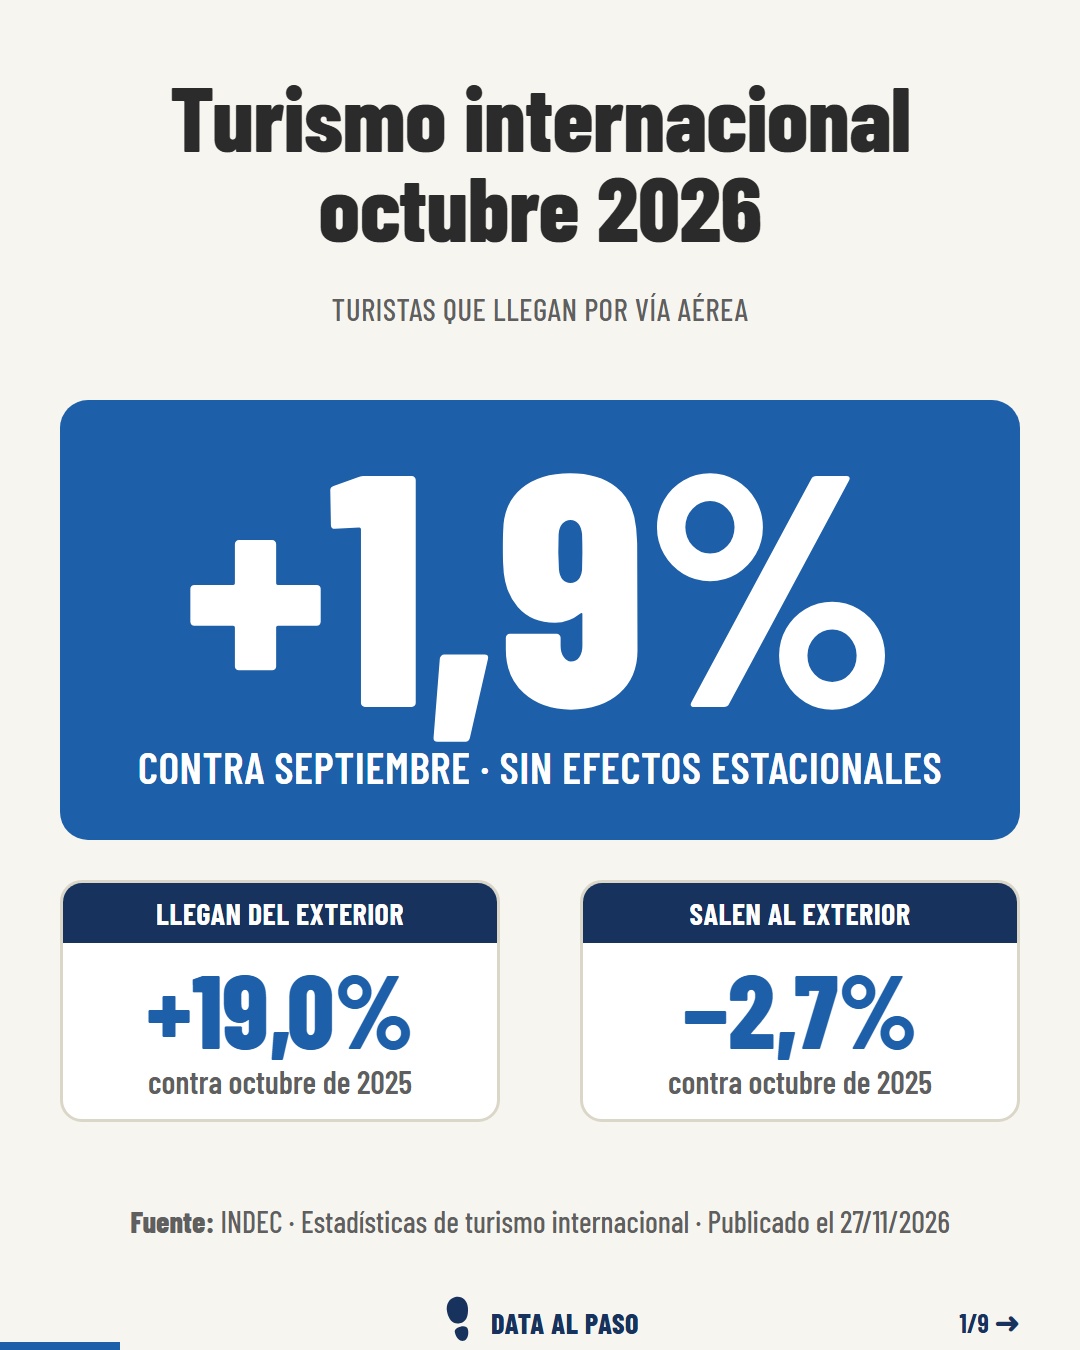 Turismo internacional
octubre 2026
TURISTAS QUE LLEGAN POR VÍA AÉREA
+1,9%
CONTRA SEPTIEMBRE · SIN EFECTOS ESTACIONALES
LLEGAN DEL EXTERIOR
+19,0%
contra octubre de 2025
SALEN AL EXTERIOR
–2,7%
contra octubre de 2025
Fuente: INDEC · Estadísticas de turismo internacional · Publicado el 27/11/2026
DATA AL PASO
1/9 →